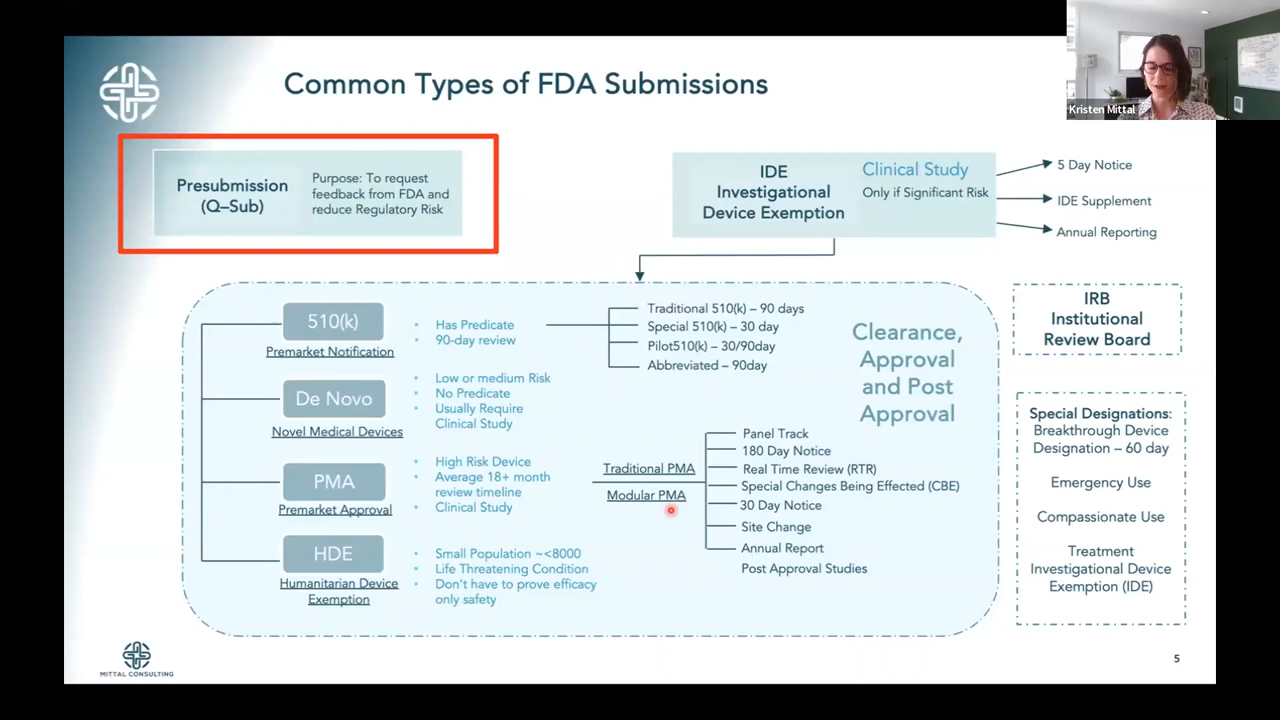 Common Types of FDA Submissions
Kristen Mittal
Presubmission
(Q–Sub)
Purpose: To request
feedback from FDA and
reduce Regulatory Risk
IDE
Investigational
Device Exemption
Clinical Study
Only if Significant Risk
5 Day Notice
IDE Supplement
Annual Reporting
510(k)
Premarket Notification
• Has Predicate
• 90-day review
Traditional 510(k) – 90 days
Special 510(k) – 30 day
Pilot510(k) – 30/90day
Abbreviated – 90day
Clearance,
Approval
and Post
Approval
De Novo
Novel Medical Devices
• Low or medium Risk
• No Predicate
• Usually Require
Clinical Study
PMA
Premarket Approval
• High Risk Device
• Average 18+ month
review timeline
• Clinical Study
Traditional PMA
Modular PMA
Panel Track
180 Day Notice
Real Time Review (RTR)
Special Changes Being Effected (CBE)
30 Day Notice
Site Change
Annual Report
Post Approval Studies
HDE
Humanitarian Device
Exemption
• Small Population ~<8000
• Life Threatening Condition
• Don't have to prove efficacy
only safety
IRB
Institutional
Review Board
Special Designations:
Breakthrough Device
Designation – 60 day
Emergency Use
Compassionate Use
Treatment
Investigational Device
Exemption (IDE)
MITTAL CONSULTING
5